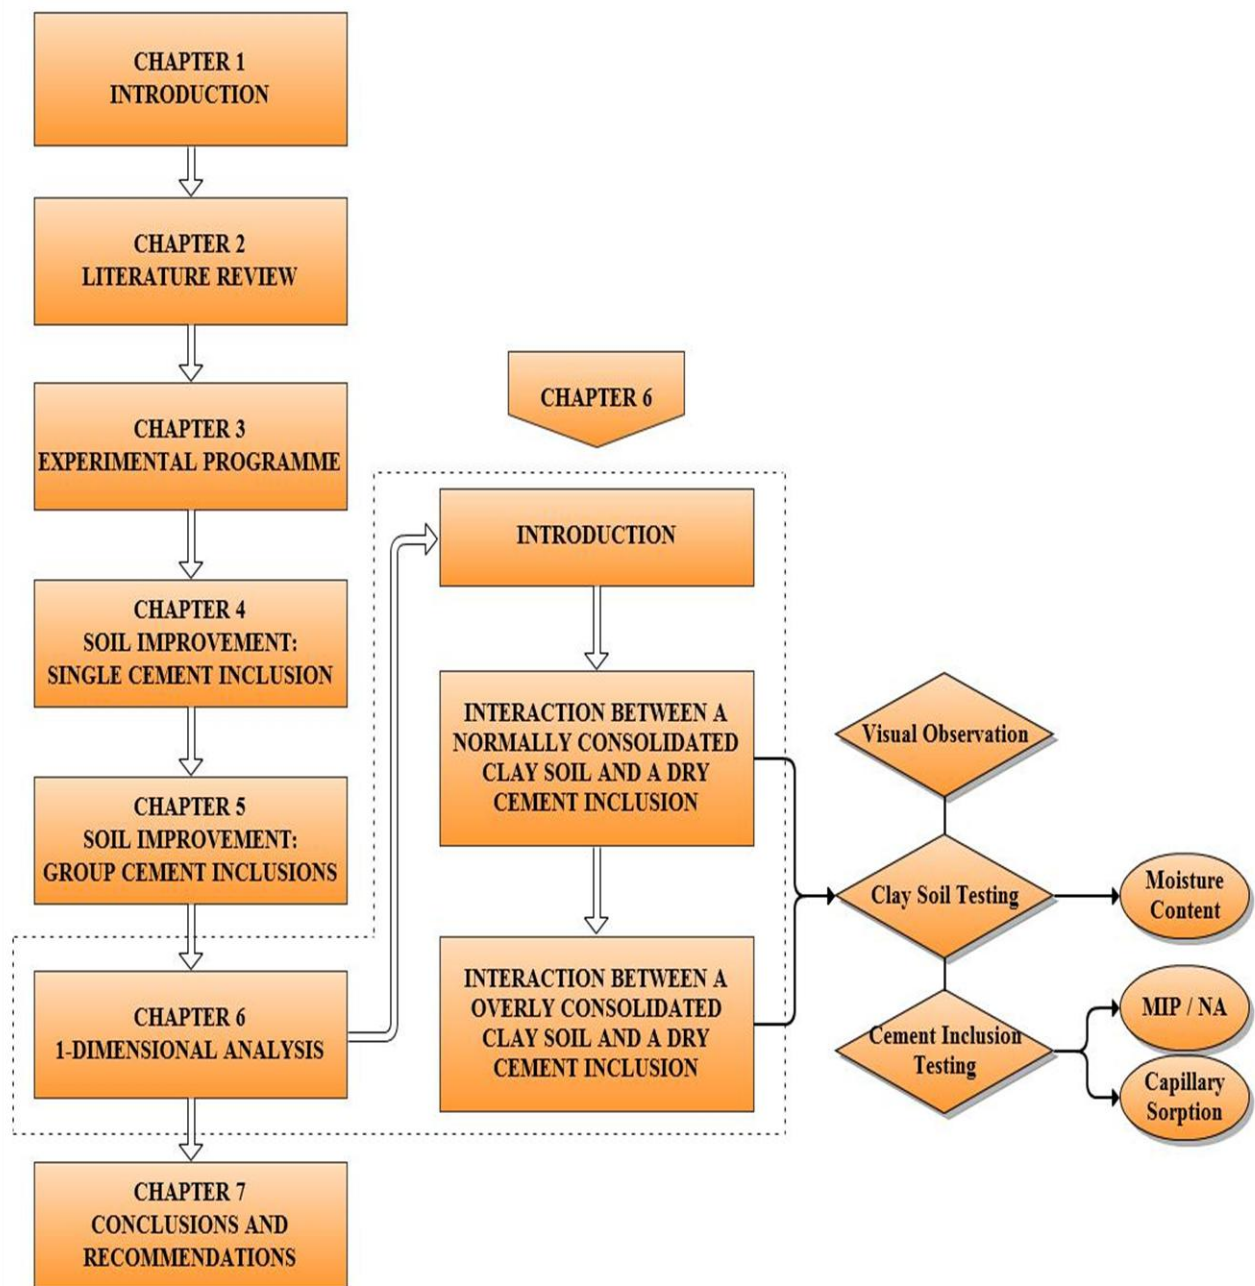 CHAPTER 1
INTRODUCTION
CHAPTER 2
LITERATURE REVIEW
CHAPTER 3
EXPERIMENTAL PROGRAMME
CHAPTER 4
SOIL IMPROVEMENT:
SINGLE CEMENT INCLUSION
CHAPTER 5
SOIL IMPROVEMENT:
GROUP CEMENT INCLUSIONS
CHAPTER 6
1-DIMENSIONAL ANALYSIS
CHAPTER 7
CONCLUSIONS AND
RECOMMENDATIONS
CHAPTER 6
INTRODUCTION
INTERACTION BETWEEN A
NORMALLY CONSOLIDATED
CLAY SOIL AND A DRY
CEMENT INCLUSION
INTERACTION BETWEEN A
OVERLY CONSOLIDATED
CLAY SOIL AND A DRY
CEMENT INCLUSION
Visual Observation
Clay Soil Testing
Cement Inclusion
Testing
Moisture
Content
MIP / NA
Capillary
Sorption